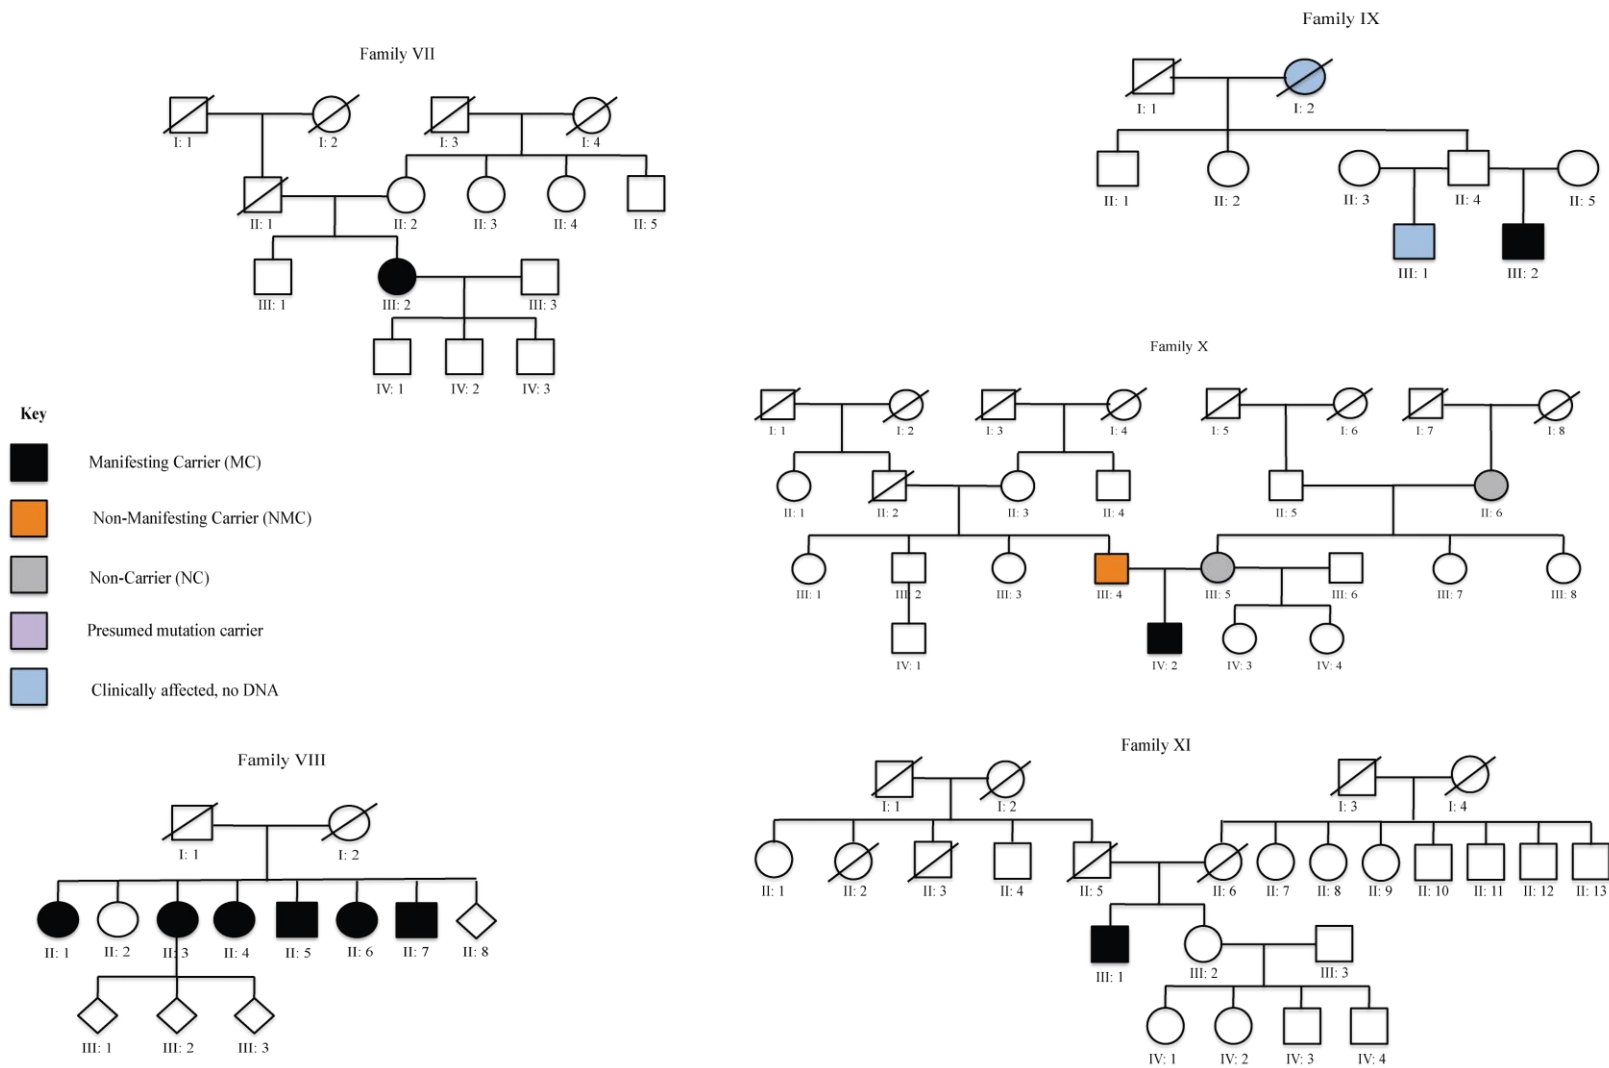 Family VII
I: 1 I: 2 I: 3 I: 4
II: 1 II: 2 II: 3 II: 4 II: 5
III: 1 III: 2 III: 3
IV: 1 IV: 2 IV: 3
Key
Manifesting Carrier (MC)
Non-Manifesting Carrier (NMC)
Non-Carrier (NC)
Presumed mutation carrier
Clinically affected, no DNA
Family VIII
I: 1 I: 2
II: 1 II: 2 II: 3 II: 4 II: 5 II: 6 II: 7 II: 8
III: 1 III: 2 III: 3
Family IX
I: 1 I: 2
II: 1 II: 2 II: 3 II: 4 II: 5
III: 1 III: 2
Family X
I: 1 I: 2 I: 3 I: 4 I: 5 I: 6 I: 7 I: 8
II: 1 II: 2 II: 3 II: 4 II: 5 II: 6
III: 1 III: 2 III: 3 III: 4 III: 5 III: 6 III: 7 III: 8
IV: 1 IV: 2 IV: 3 IV: 4
Family XI
I: 1 I: 2 I: 3 I: 4
II: 1 II: 2 II: 3 II: 4 II: 5 II: 6 II: 7 II: 8 II: 9 II: 10 II: 11 II: 12 II: 13
III: 1 III: 2 III: 3
IV: 1 IV: 2 IV: 3 IV: 4